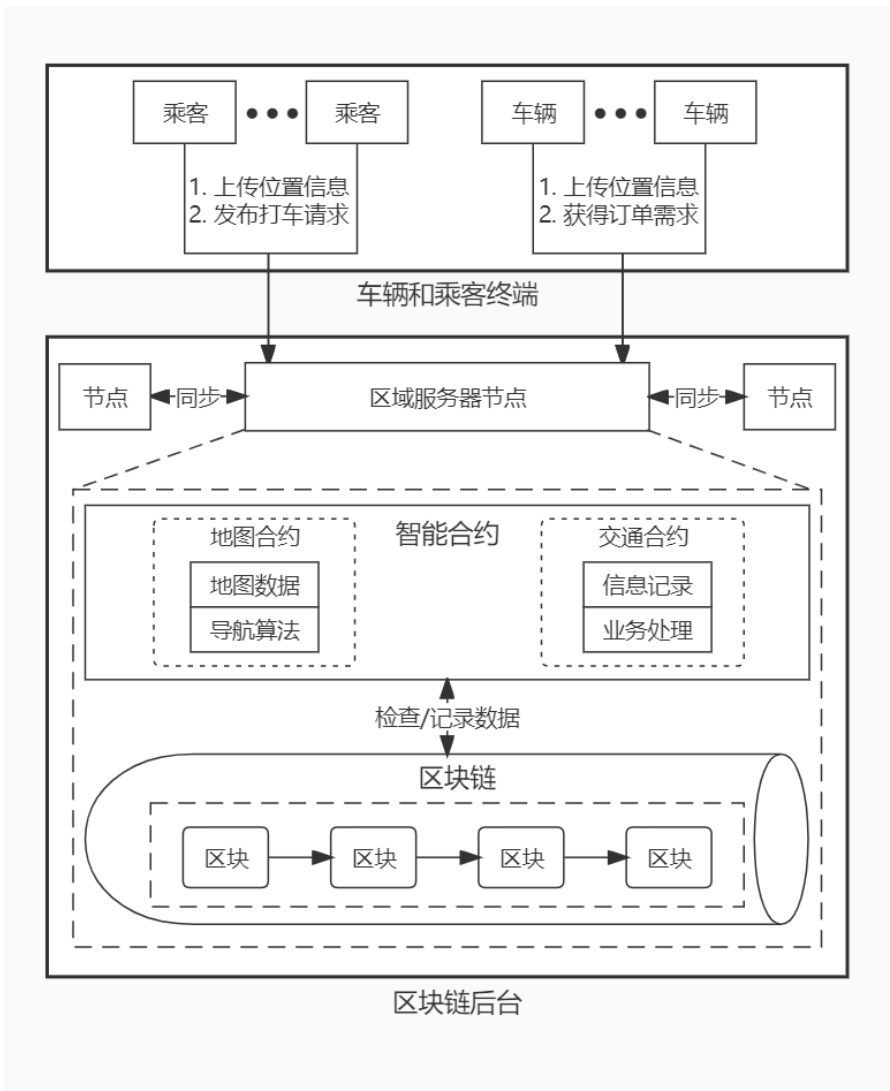 乘客
乘客
车辆
车辆
1. 上传位置信息
2. 发布打车请求
1. 上传位置信息
2. 获得订单需求
车辆和乘客终端
节点
同步
区域服务器节点
同步
节点
智能合约
地图合约
地图数据
导航算法
交通合约
信息记录
业务处理
检查/记录数据
区块链
区块
区块
区块
区块
区块链后台